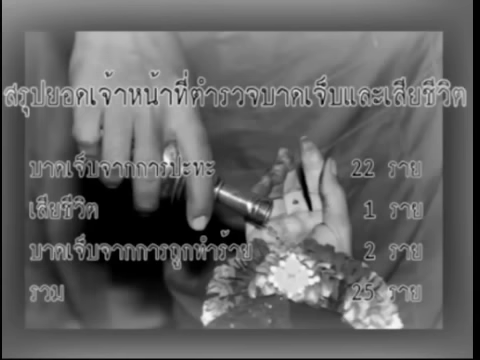 สรุปยอดเจ้าหน้าที่ตำรวจบาดเจ็บและเสียชีวิต
บาดเจ็บจากการปะทะ 22 ราย
เสียชีวิต 1 ราย
บาดเจ็บจากการถูกทำร้าย 2 ราย
รวม 25 ราย